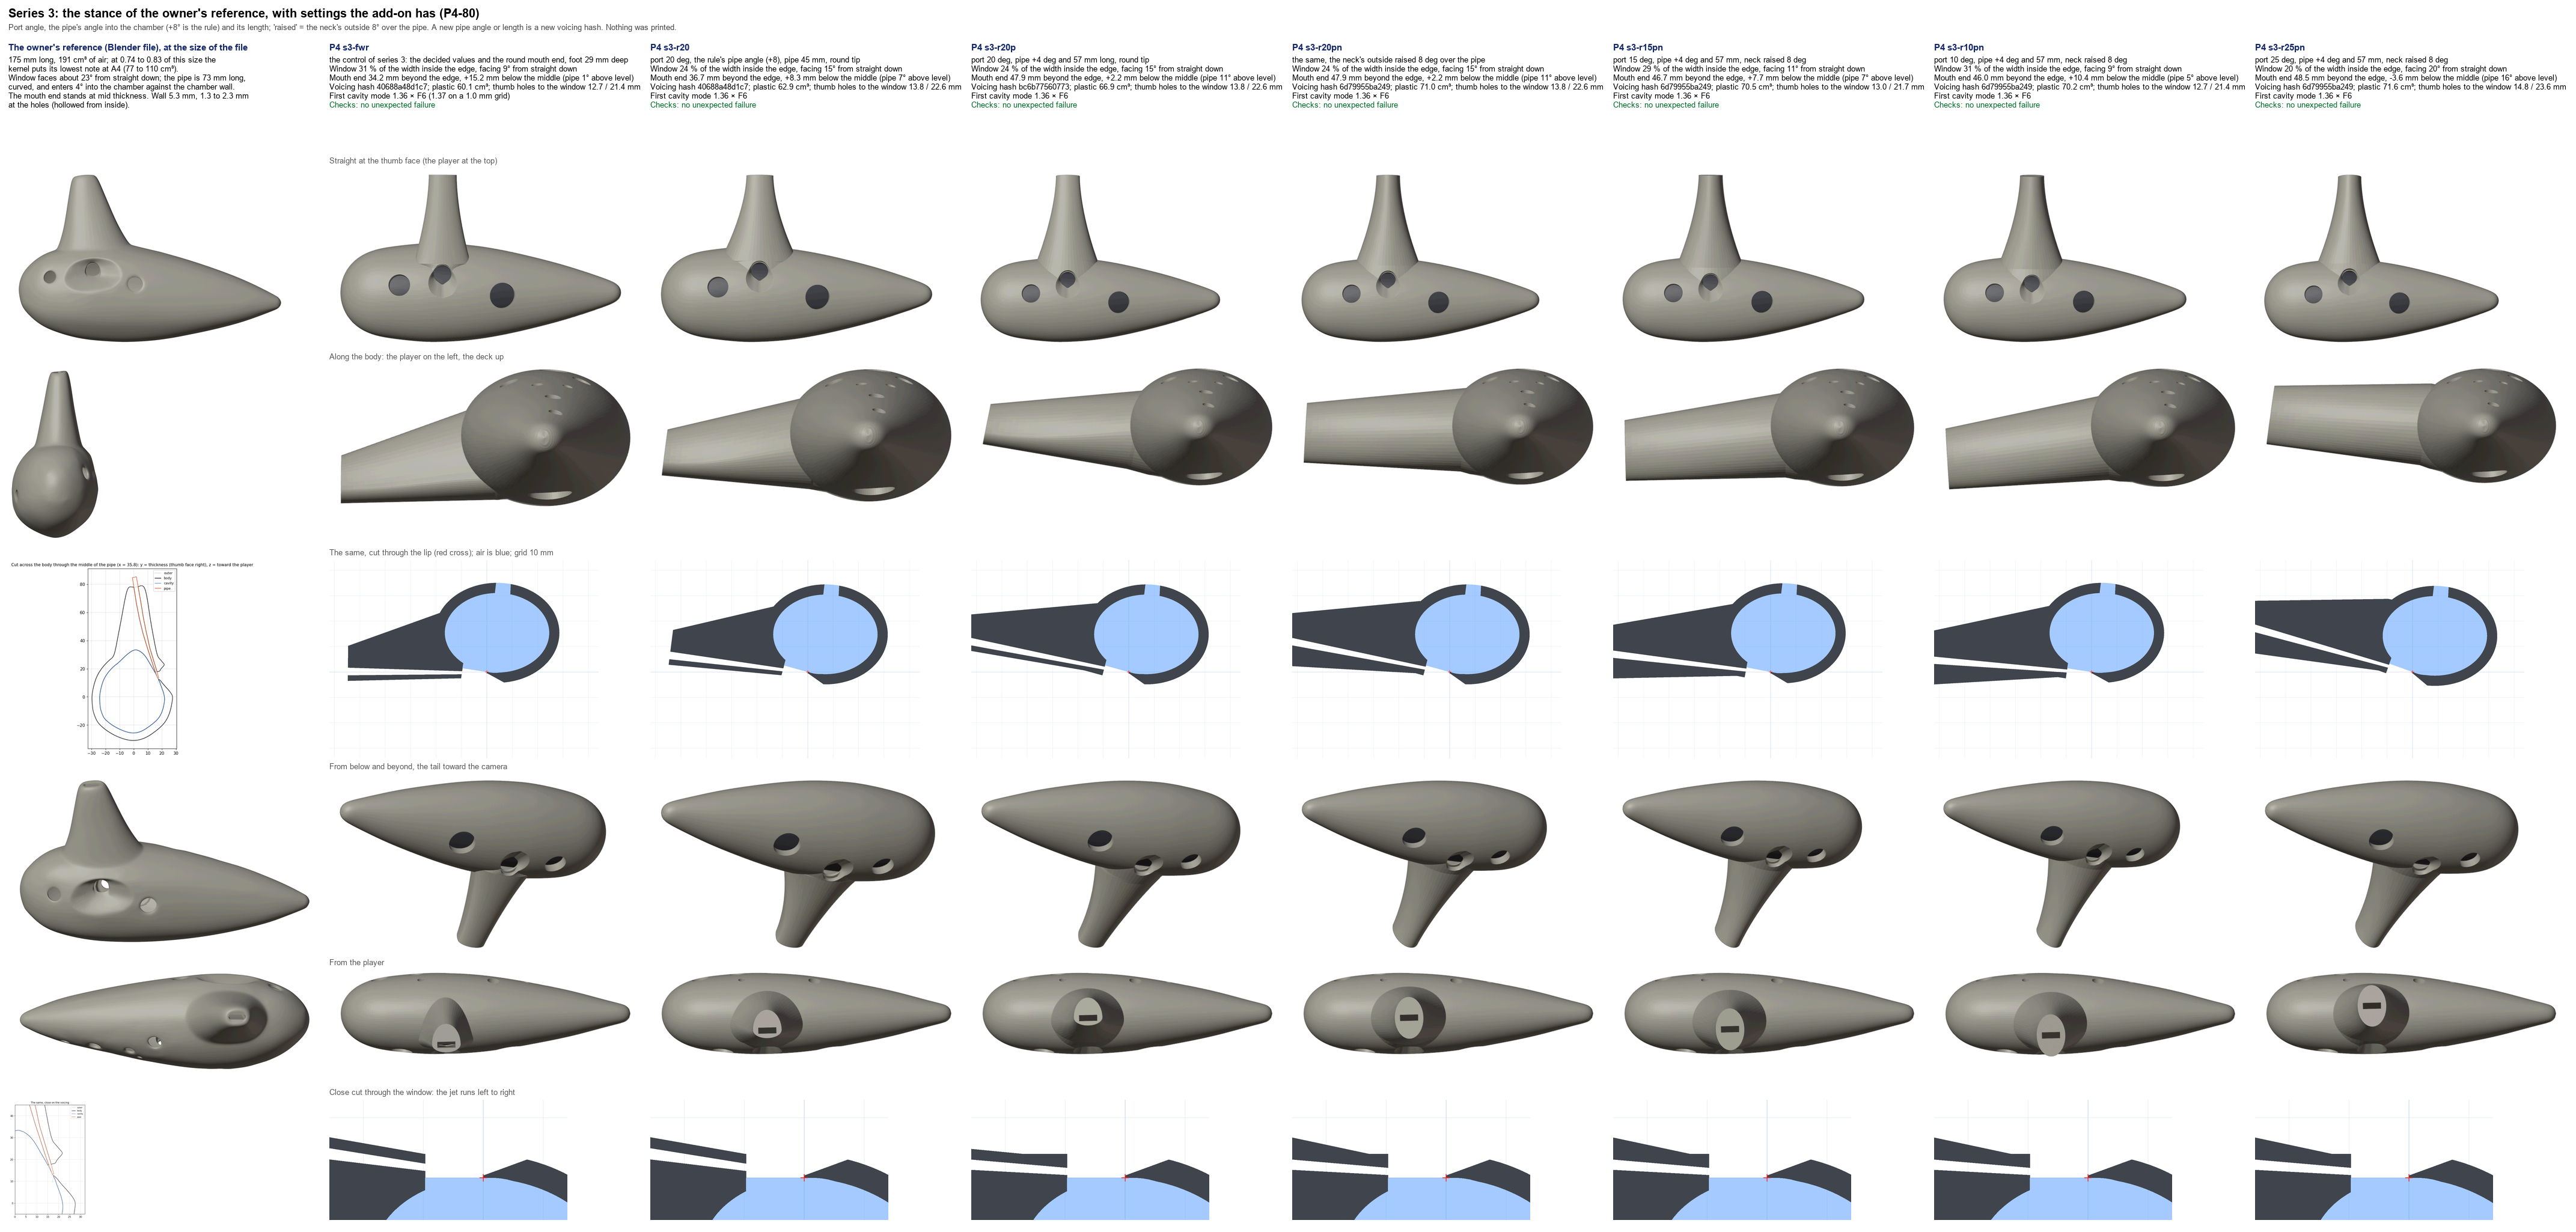 Series 3: the stance of the owner's reference, with settings the add-on has (P4-80)
Port angle, the pipe's angle into the chamber (+8° is the rule) and its length; 'raised' = the neck's outside 8° over the pipe. A new pipe angle or length is a new voicing hash. Nothing was printed.
The owner's reference (Blender file), at the size of the file
175 mm long, 191 cm³ of air; at 0.74 to 0.83 of this size the
kernel puts its lowest note at A4 (77 to 110 cm³).
Window faces about 23° from straight down; the pipe is 73 mm long,
curved, and enters 4° into the chamber against the chamber wall.
The mouth end stands at mid thickness. Wall 5.3 mm, 1.3 to 2.3 mm
at the holes (hollowed from inside).
P4 s3-fwr
the control of series 3: the decided values and the round mouth end, foot 29 mm deep
Window 31 % of the width inside the edge, facing 9° from straight down
Mouth end 34.2 mm beyond the edge, +15.2 mm below the middle (pipe 1° above level)
Voicing hash 40688a48d1c7; plastic 60.1 cm³; thumb holes to the window 12.7 / 21.4 mm
First cavity mode 1.36 × F6 (1.37 on a 1.0 mm grid)
Checks: no unexpected failure
P4 s3-r20
port 20 deg, the rule's pipe angle (+8), pipe 45 mm, round tip
Window 24 % of the width inside the edge, facing 15° from straight down
Mouth end 36.7 mm beyond the edge, +8.3 mm below the middle (pipe 7° above level)
Voicing hash 40688a48d1c7; plastic 62.9 cm³; thumb holes to the window 13.8 / 22.6 mm
First cavity mode 1.36 × F6
Checks: no unexpected failure
P4 s3-r20p
port 20 deg, pipe +4 deg and 57 mm long, round tip
Window 24 % of the width inside the edge, facing 15° from straight down
Mouth end 47.9 mm beyond the edge, +2.2 mm below the middle (pipe 11° above level)
Voicing hash bc6b77560773; plastic 66.9 cm³; thumb holes to the window 13.8 / 22.6 mm
First cavity mode 1.36 × F6
Checks: no unexpected failure
P4 s3-r20pn
the same, the neck's outside raised 8 deg over the pipe
Window 24 % of the width inside the edge, facing 15° from straight down
Mouth end 47.9 mm beyond the edge, +2.2 mm below the middle (pipe 11° above level)
Voicing hash 6d79955ba249; plastic 71.0 cm³; thumb holes to the window 13.8 / 22.6 mm
First cavity mode 1.36 × F6
Checks: no unexpected failure
P4 s3-r15pn
port 15 deg, pipe +4 deg and 57 mm, neck raised 8 deg
Window 29 % of the width inside the edge, facing 11° from straight down
Mouth end 46.7 mm beyond the edge, +7.7 mm below the middle (pipe 7° above level)
Voicing hash 6d79955ba249; plastic 70.5 cm³; thumb holes to the window 13.0 / 21.7 mm
First cavity mode 1.36 × F6
Checks: no unexpected failure
P4 s3-r10pn
port 10 deg, pipe +4 deg and 57 mm, neck raised 8 deg
Window 31 % of the width inside the edge, facing 9° from straight down
Mouth end 46.0 mm beyond the edge, +10.4 mm below the middle (pipe 5° above level)
Voicing hash 6d79955ba249; plastic 70.2 cm³; thumb holes to the window 12.7 / 21.4 mm
First cavity mode 1.36 × F6
Checks: no unexpected failure
P4 s3-r25pn
port 25 deg, pipe +4 deg and 57 mm, neck raised 8 deg
Window 20 % of the width inside the edge, facing 20° from straight down
Mouth end 48.5 mm beyond the edge, -3.6 mm below the middle (pipe 16° above level)
Voicing hash 6d79955ba249; plastic 71.6 cm³; thumb holes to the window 14.8 / 23.6 mm
First cavity mode 1.36 × F6
Checks: no unexpected failure
Straight at the thumb face (the player at the top)
Along the body: the player on the left, the deck up
The same, cut through the lip (red cross); air is blue; grid 10 mm
Cut across the body through the middle of the pipe (x = 35.8): y = thickness (thumb face right), z = toward the player
outer
body
cavity
pipe
80
60
40
20
0
−20
−30 −20 −10 0 10 20 30
From below and beyond, the tail toward the camera
From the player
Close cut through the window: the jet runs left to right